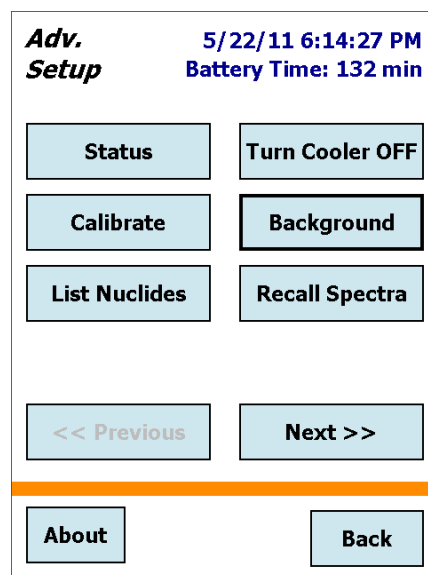 Adv. 5/22/11 6:14:27 PM
Setup Battery Time: 132 min
Status Turn Cooler OFF
Calibrate Background
List Nuclides Recall Spectra
<< Previous Next >>
About Back